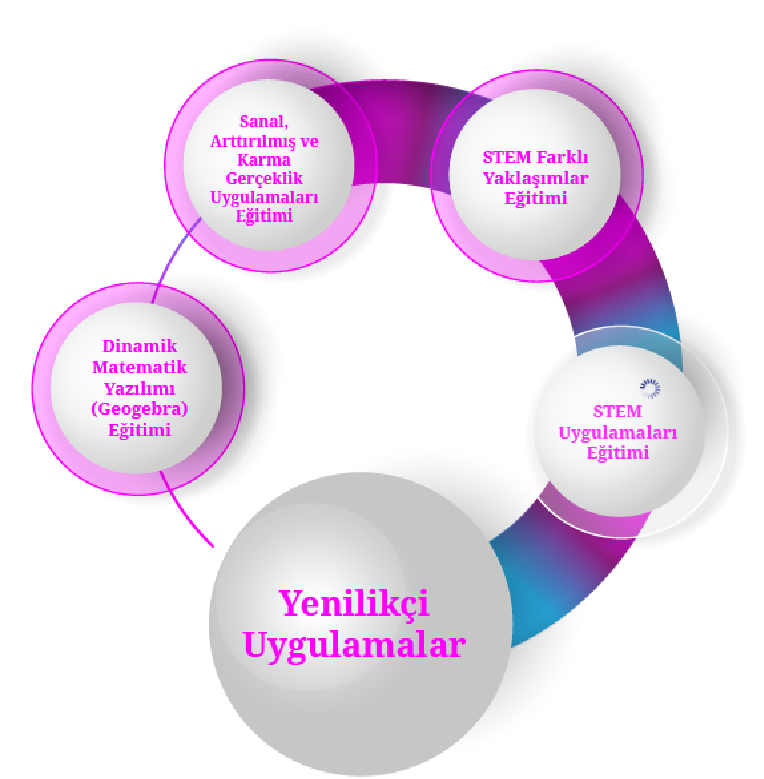 Sanal,
Arttırılmış ve
Karma
Gerçeklik
Uygulamaları
Eğitimi
STEM Farklı
Yaklaşımlar
Eğitimi
Dinamik
Matematik
Yazılımı
(Geogebra)
Eğitimi
STEM
Uygulamaları
Eğitimi
Yenilikçi
Uygulamalar